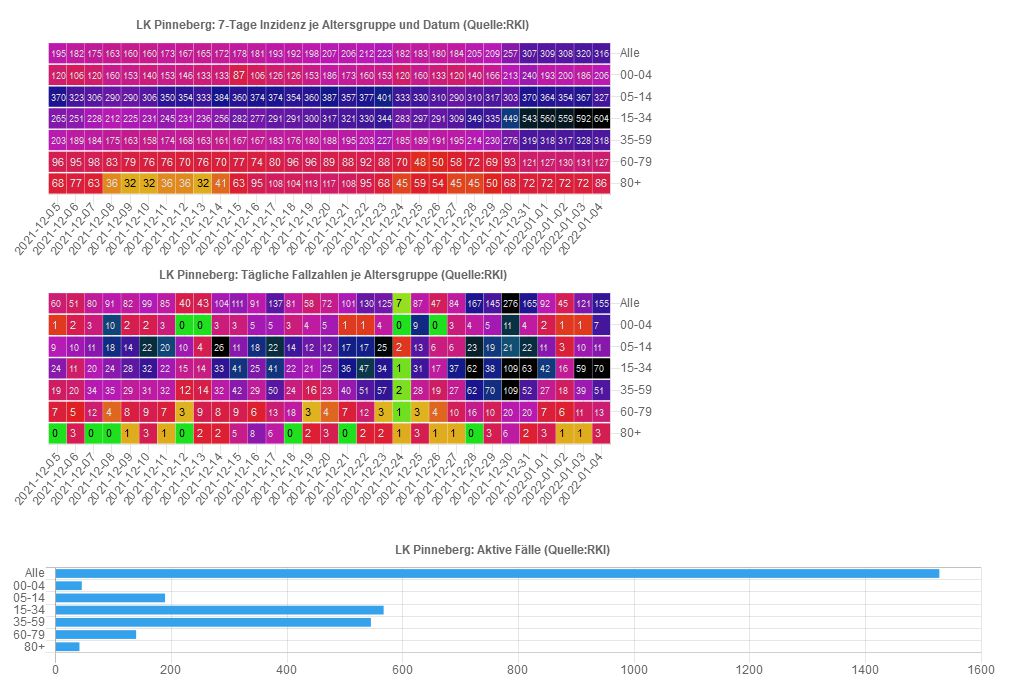 LK Pinneberg: 7-Tage Inzidenz je Altersgruppe und Datum (Quelle:RKI)
195 182 175 163 160 160 173 167 165 172 178 181 193 192 198 207 206 212 223 182 183 180 184 205 209 257 307 309 308 320 316 Alle
120 106 120 160 153 140 153 146 133 133 87 106 126 126 153 186 173 160 153 120 160 133 120 140 166 213 240 193 200 186 206 00-04
370 323 306 290 290 306 350 354 333 384 360 374 374 354 360 387 357 377 401 333 330 310 290 310 317 303 370 364 354 367 327 05-14
265 251 228 212 225 231 245 231 236 256 282 277 291 291 300 317 321 330 344 283 297 291 309 349 335 449 543 560 559 592 604 15-34
203 189 184 175 163 158 174 168 163 161 167 167 183 176 180 180 181 191 195 185 189 191 195 214 230 276 319 318 317 328 318 35-59
96 95 98 83 79 76 76 70 76 70 77 74 80 96 96 89 88 92 88 70 48 50 58 72 69 93 121 127 130 131 127 60-79
68 77 63 36 32 32 36 36 32 41 63 95 108 104 113 117 108 95 68 45 59 54 45 45 50 68 72 72 72 72 86 80+
2021-12-05 2021-12-06 2021-12-07 2021-12-08 2021-12-09 2021-12-10 2021-12-11 2021-12-12 2021-12-13 2021-12-14 2021-12-15 2021-12-16 2021-12-17 2021-12-18 2021-12-19 2021-12-20 2021-12-21 2021-12-22 2021-12-23 2021-12-24 2021-12-25 2021-12-26 2021-12-27 2021-12-28 2021-12-29 2021-12-30 2021-12-31 2022-01-01 2022-01-02 2022-01-03 2022-01-04
LK Pinneberg: Tägliche Fallzahlen je Altersgruppe (Quelle:RKI)
60 51 80 91 82 99 85 40 43 104 111 91 137 81 58 72 101 130 125 7 87 47 84 167 145 276 165 92 45 121 155 Alle
1 2 3 10 2 2 3 0 0 3 3 5 5 3 4 5 1 1 4 0 9 0 3 4 5 11 4 2 1 1 7 00-04
9 10 11 18 14 22 20 10 4 26 11 18 22 14 12 12 17 17 25 2 13 6 6 23 19 21 22 11 3 10 11 05-14
24 11 20 24 28 32 22 15 14 33 41 25 41 22 21 25 36 47 34 1 31 17 37 62 38 109 63 42 16 59 70 15-34
19 20 34 35 29 31 32 12 14 32 42 29 50 24 16 23 40 51 57 2 28 19 27 62 70 109 52 27 18 39 51 35-59
7 5 12 4 8 9 7 3 9 8 9 6 13 18 3 4 7 12 3 1 3 4 10 16 10 20 20 7 6 11 13 60-79
0 3 0 0 1 3 1 0 2 2 5 8 6 0 2 3 0 2 2 1 3 1 1 0 3 6 2 3 1 1 3 80+
2021-12-05 2021-12-06 2021-12-07 2021-12-08 2021-12-09 2021-12-10 2021-12-11 2021-12-12 2021-12-13 2021-12-14 2021-12-15 2021-12-16 2021-12-17 2021-12-18 2021-12-19 2021-12-20 2021-12-21 2021-12-22 2021-12-23 2021-12-24 2021-12-25 2021-12-26 2021-12-27 2021-12-28 2021-12-29 2021-12-30 2021-12-31 2022-01-01 2022-01-02 2022-01-03 2022-01-04
LK Pinneberg: Aktive Fälle (Quelle:RKI)
Alle
00-04
05-14
15-34
35-59
60-79
80+
0 200 400 600 800 1000 1200 1400 1600